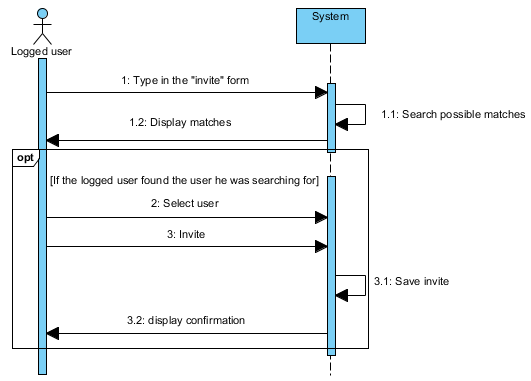 System
Logged user
1: Type in the "invite" form
1.1: Search possible matches
1.2: Display matches
opt
[If the logged user found the user he was searching for]
2: Select user
3: Invite
3.1: Save invite
3.2: display confirmation